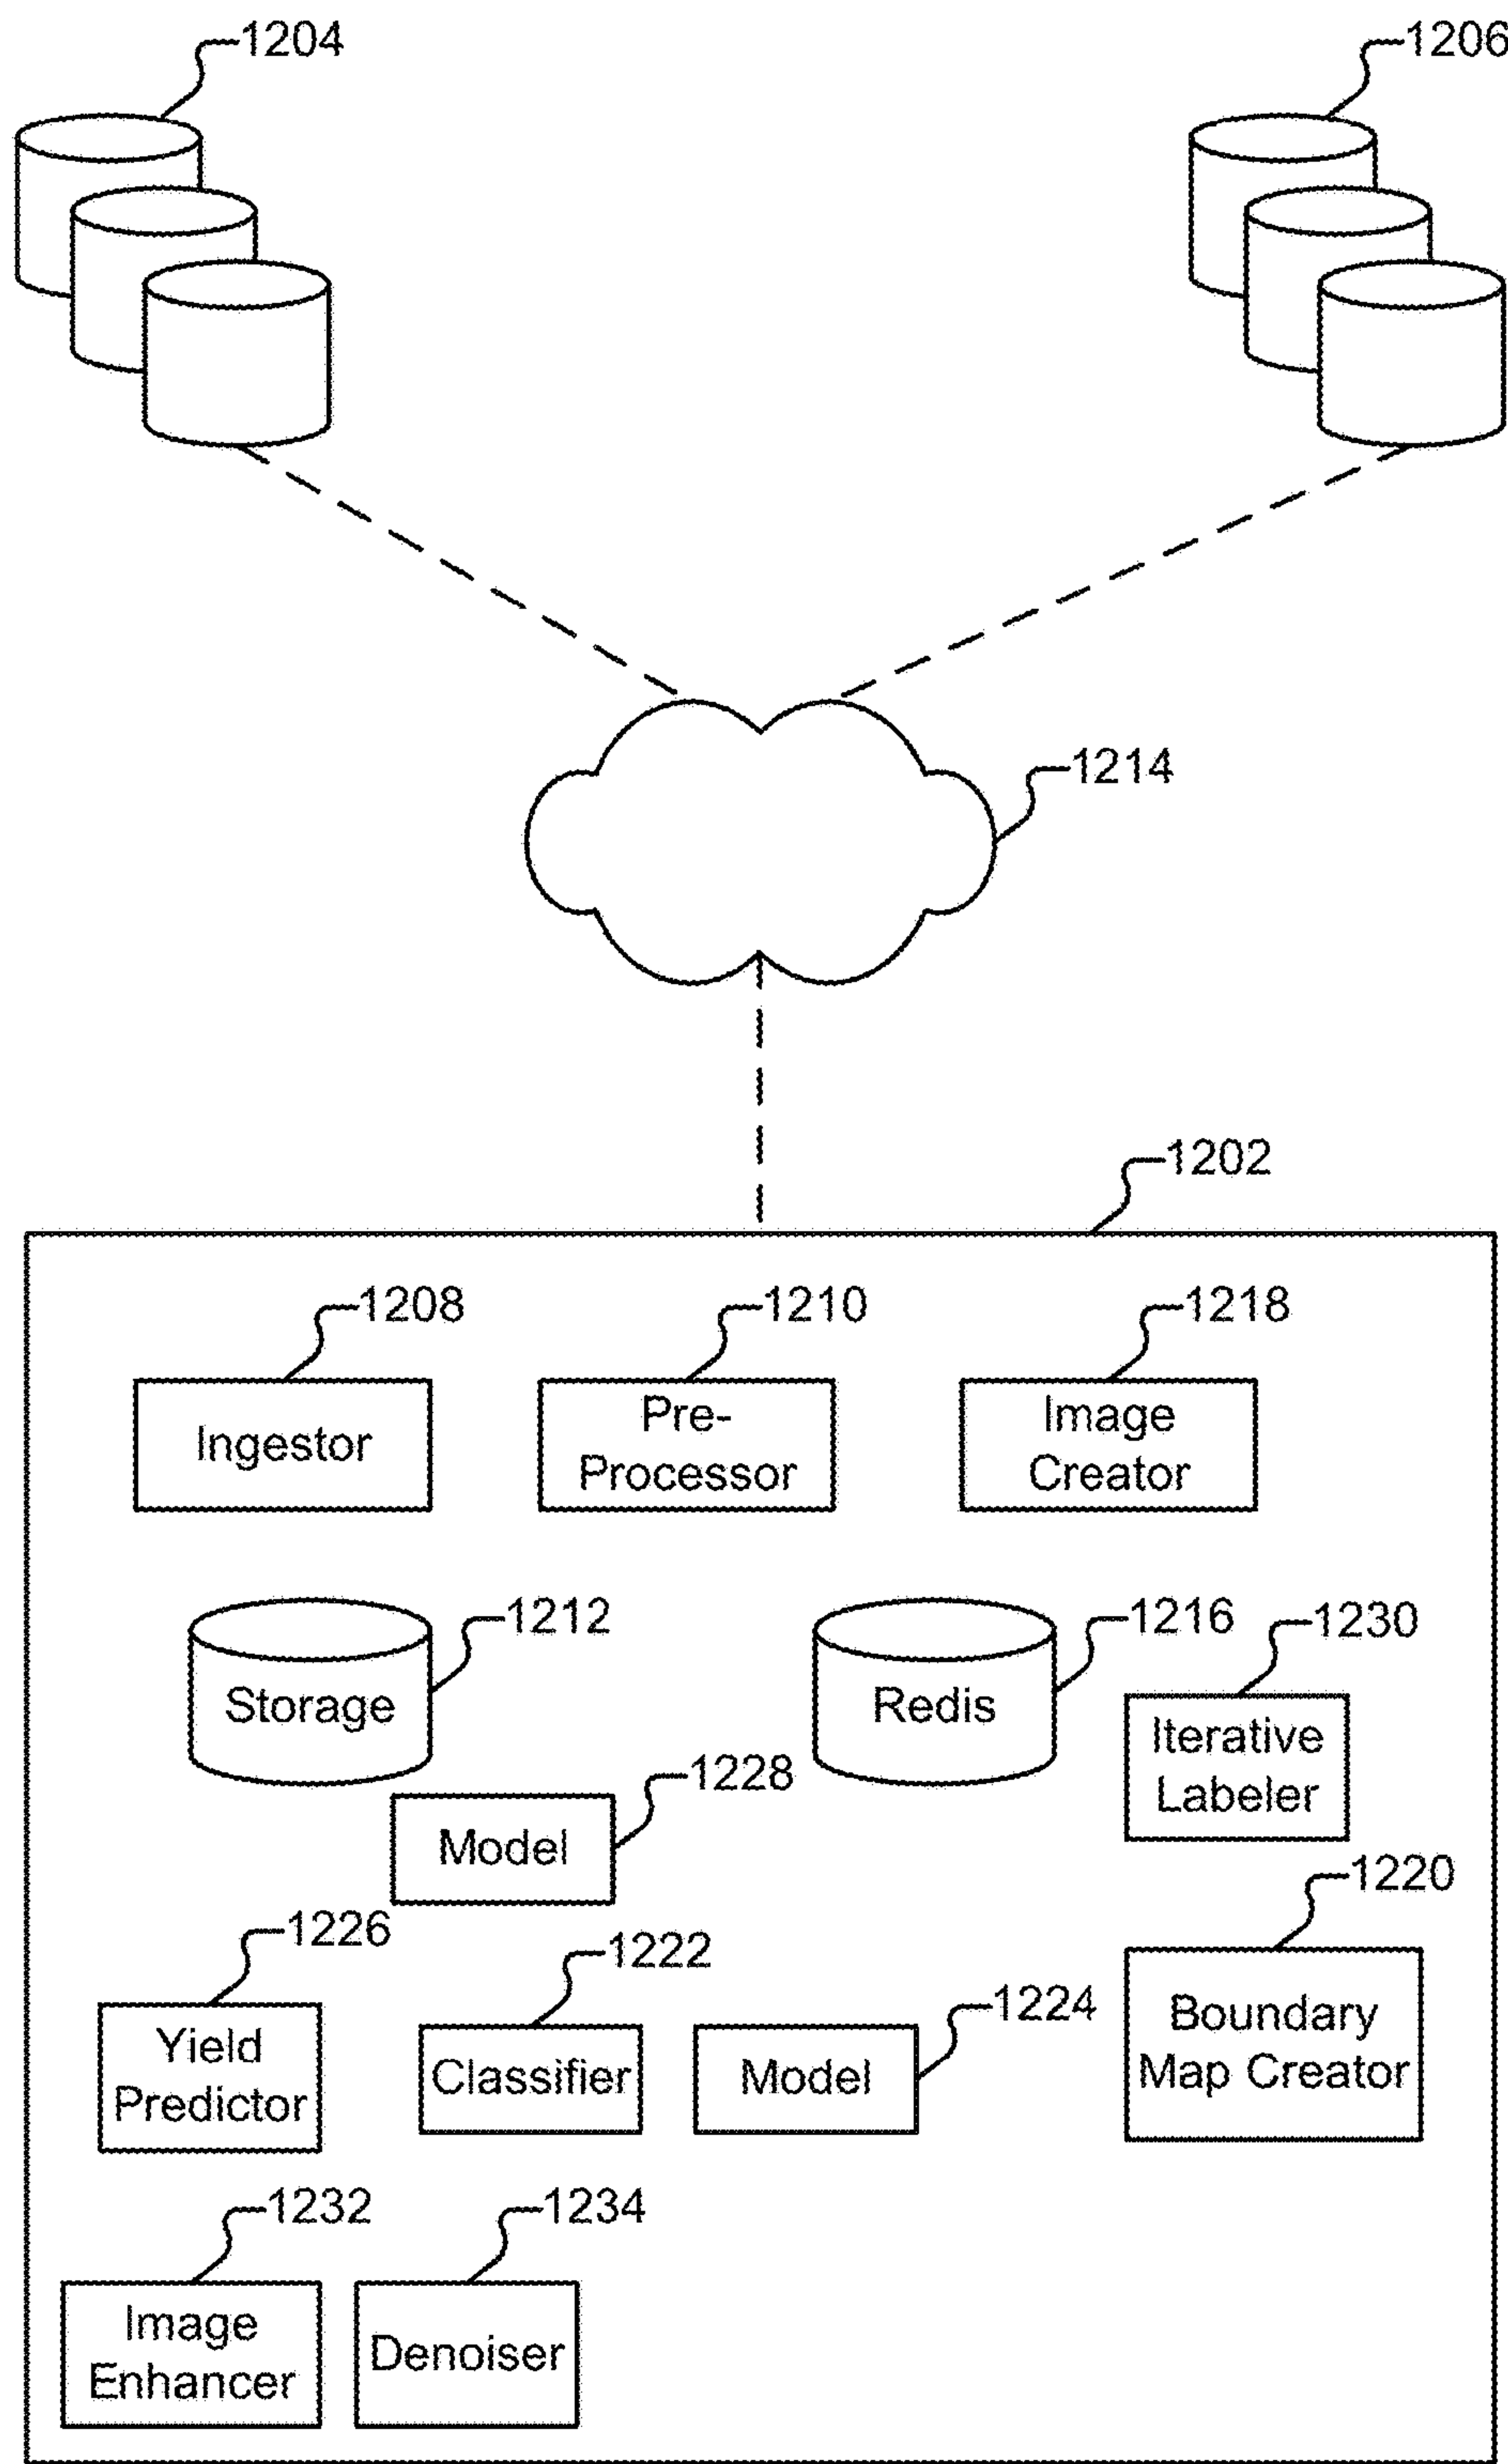 1204
1206
1214
1202
1208
1210
1218
Ingestor
Pre-
Processor
Image
Creator
1212
1216
1230
Storage
Redis
Iterative
Labeler
1228
Model
1220
1226
1222
1224
Yield
Predictor
Classifier
Model
Boundary
Map Creator
1232
1234
Image
Enhancer
Denoiser